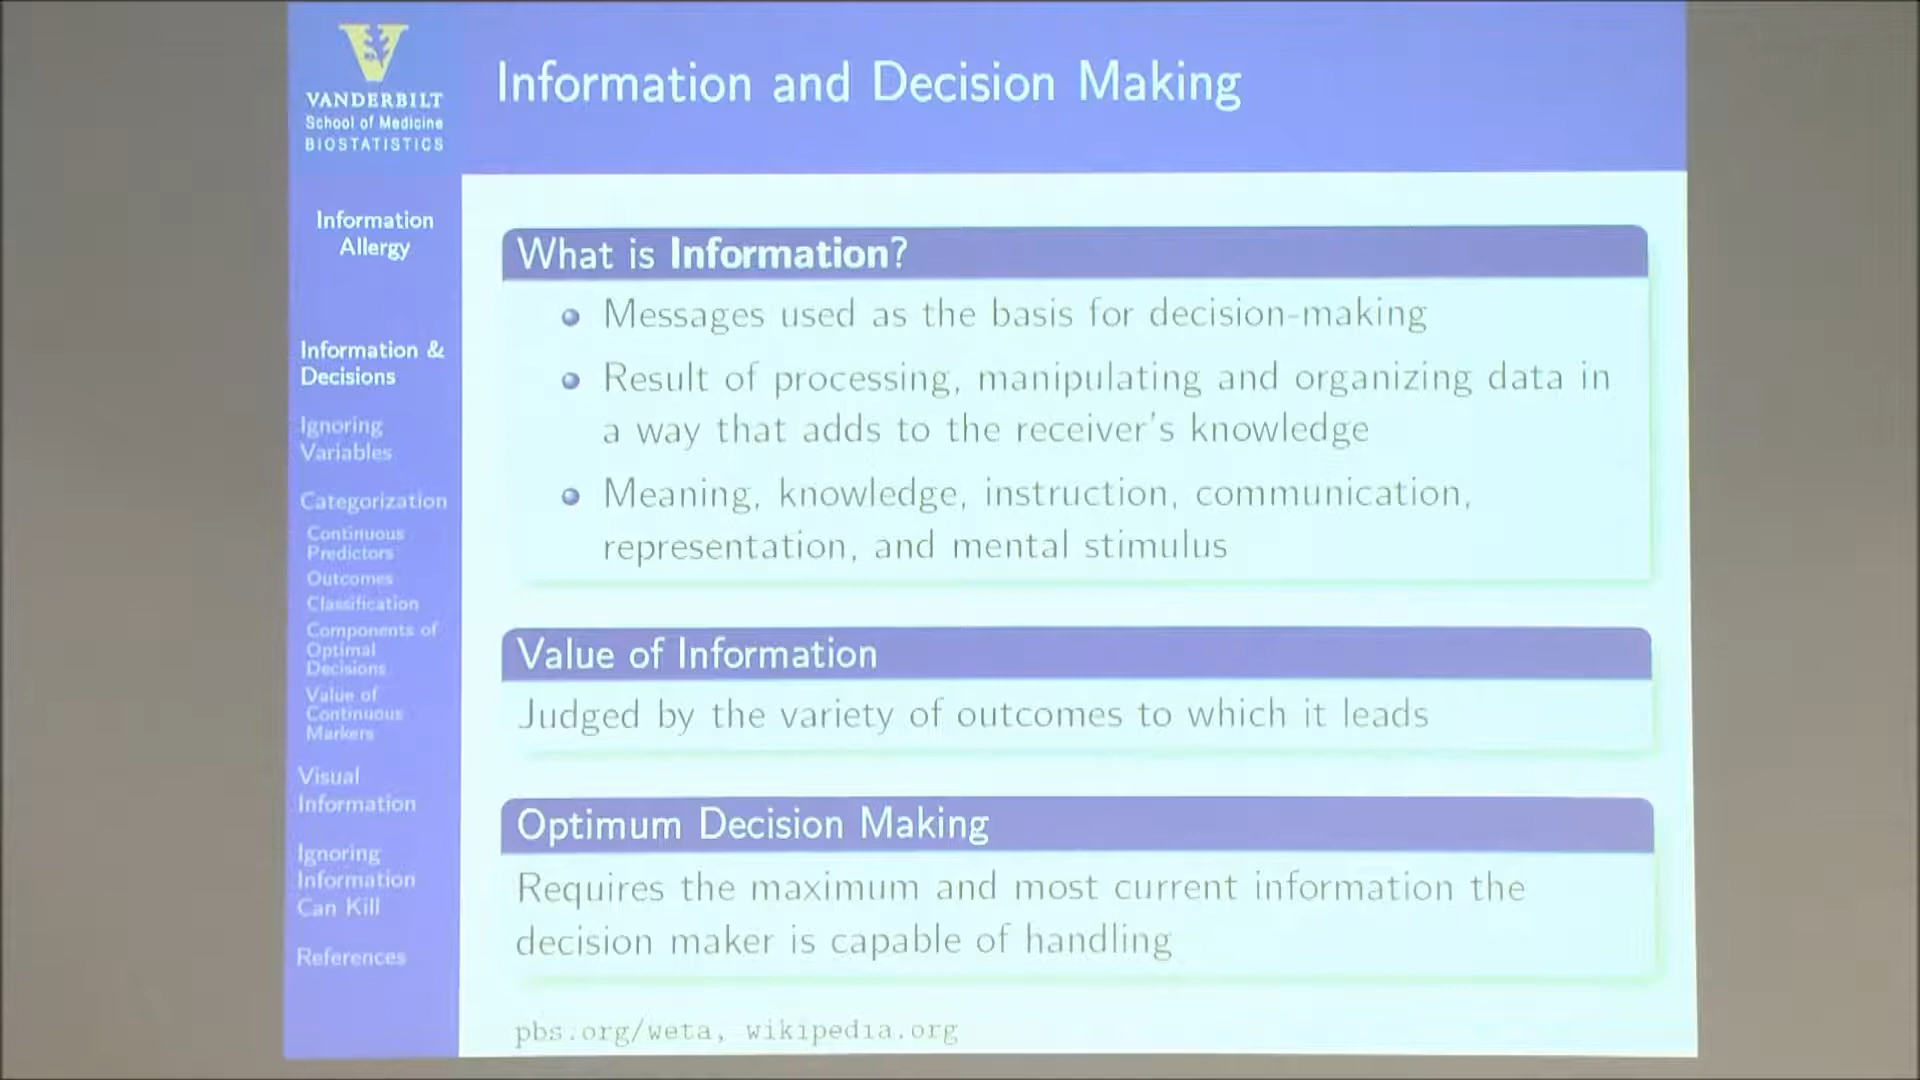 VANDERBILT
School of Medicine
BIOSTATISTICS
Information
Allergy
Information &
Decisions
Ignoring
Variables
Categorization
Continuous
Predictors
Outcomes
Classification
Components of
Optimal
Decisions
Value of
Continuous
Markers
Visual
Information
Ignoring
Information
Can Kill
References
Information and Decision Making
What is Information?
Messages used as the basis for decision-making
Result of processing, manipulating and organizing data in
a way that adds to the receiver's knowledge
Meaning, knowledge, instruction, communication,
representation, and mental stimulus
Value of Information
Judged by the variety of outcomes to which it leads
Optimum Decision Making
Requires the maximum and most current information the
decision maker is capable of handling
pbs.org/weta, wikipedia.org